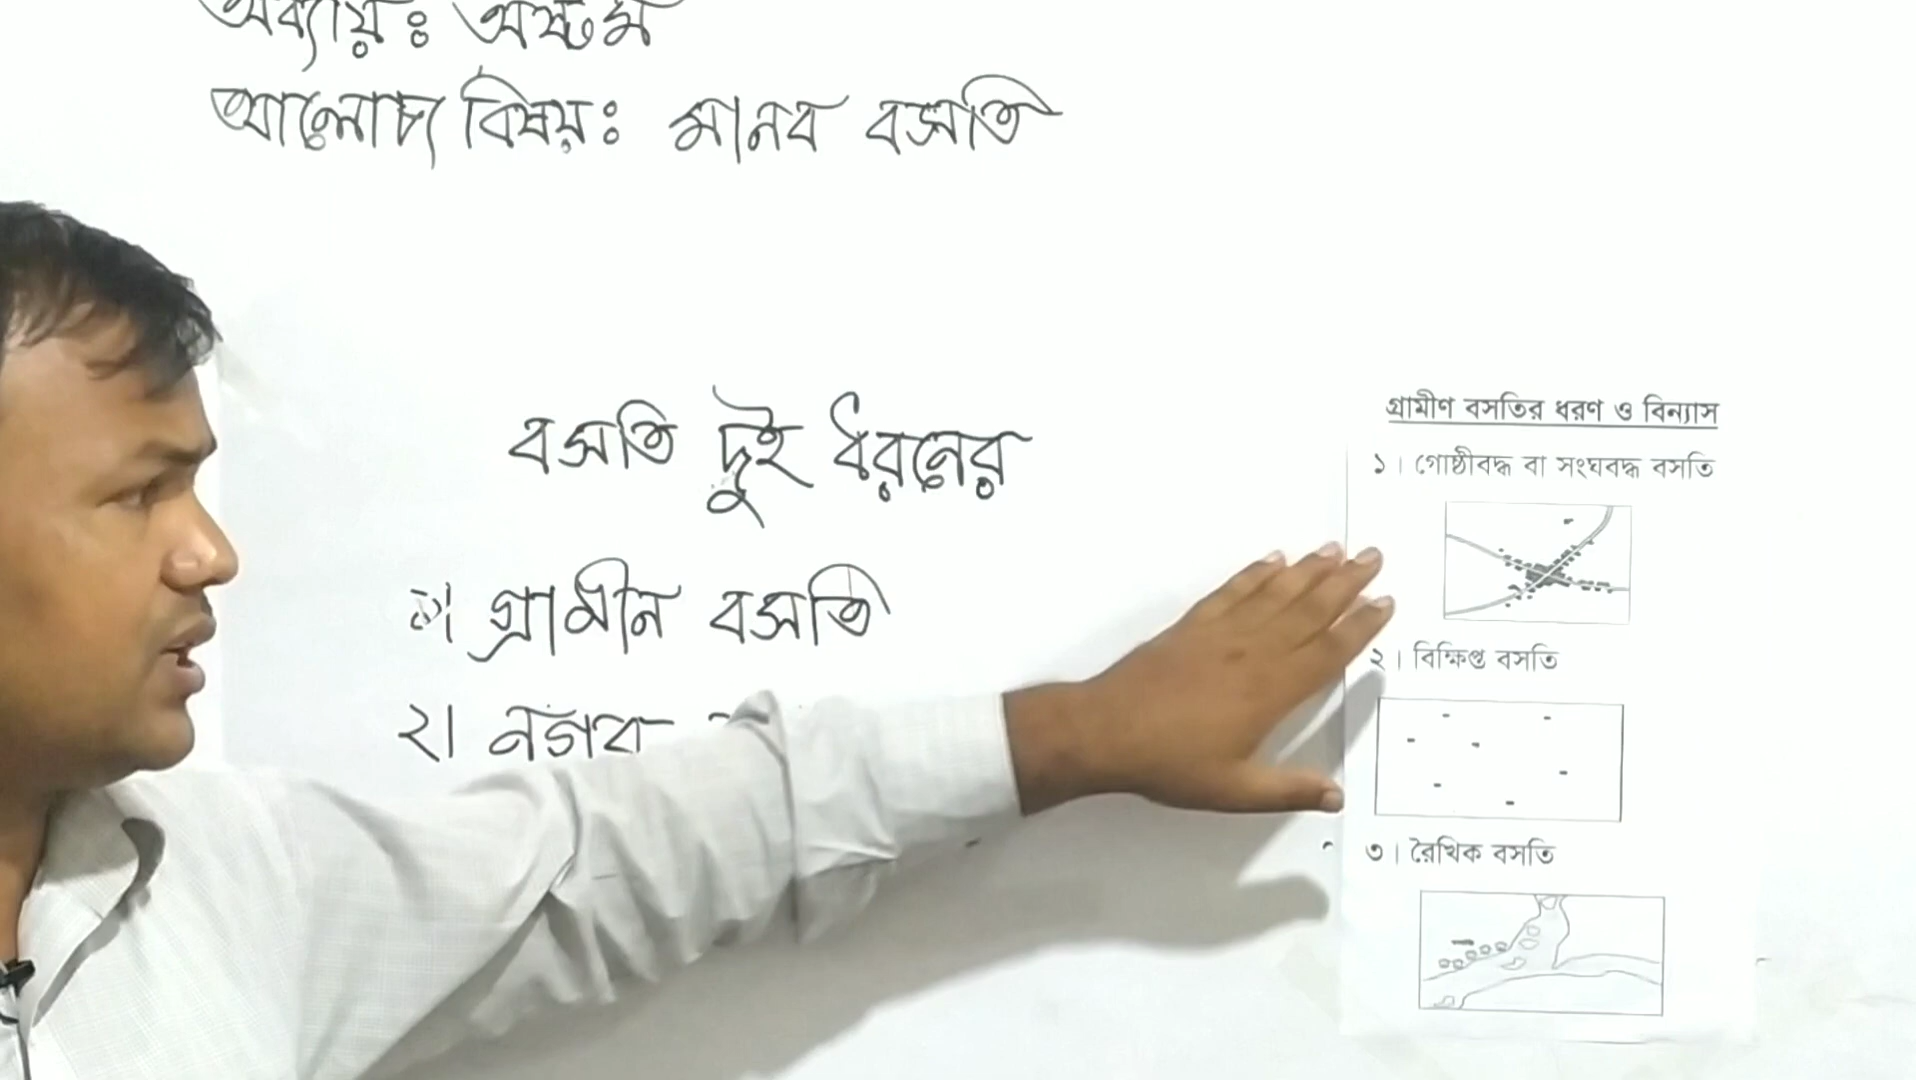 অধ্যায়ঃ অষ্টম
আলোচ্য বিষয়ঃ মানব বসতি
বসতি দুই ধরনের
১। গ্রামীন বসতি
২। নগর
গ্রামীণ বসতির ধরণ ও বিন্যাস
১। গোষ্ঠীবদ্ধ বা সংঘবদ্ধ বসতি
২। বিক্ষিপ্ত বসতি
৩। রৈখিক বসতি